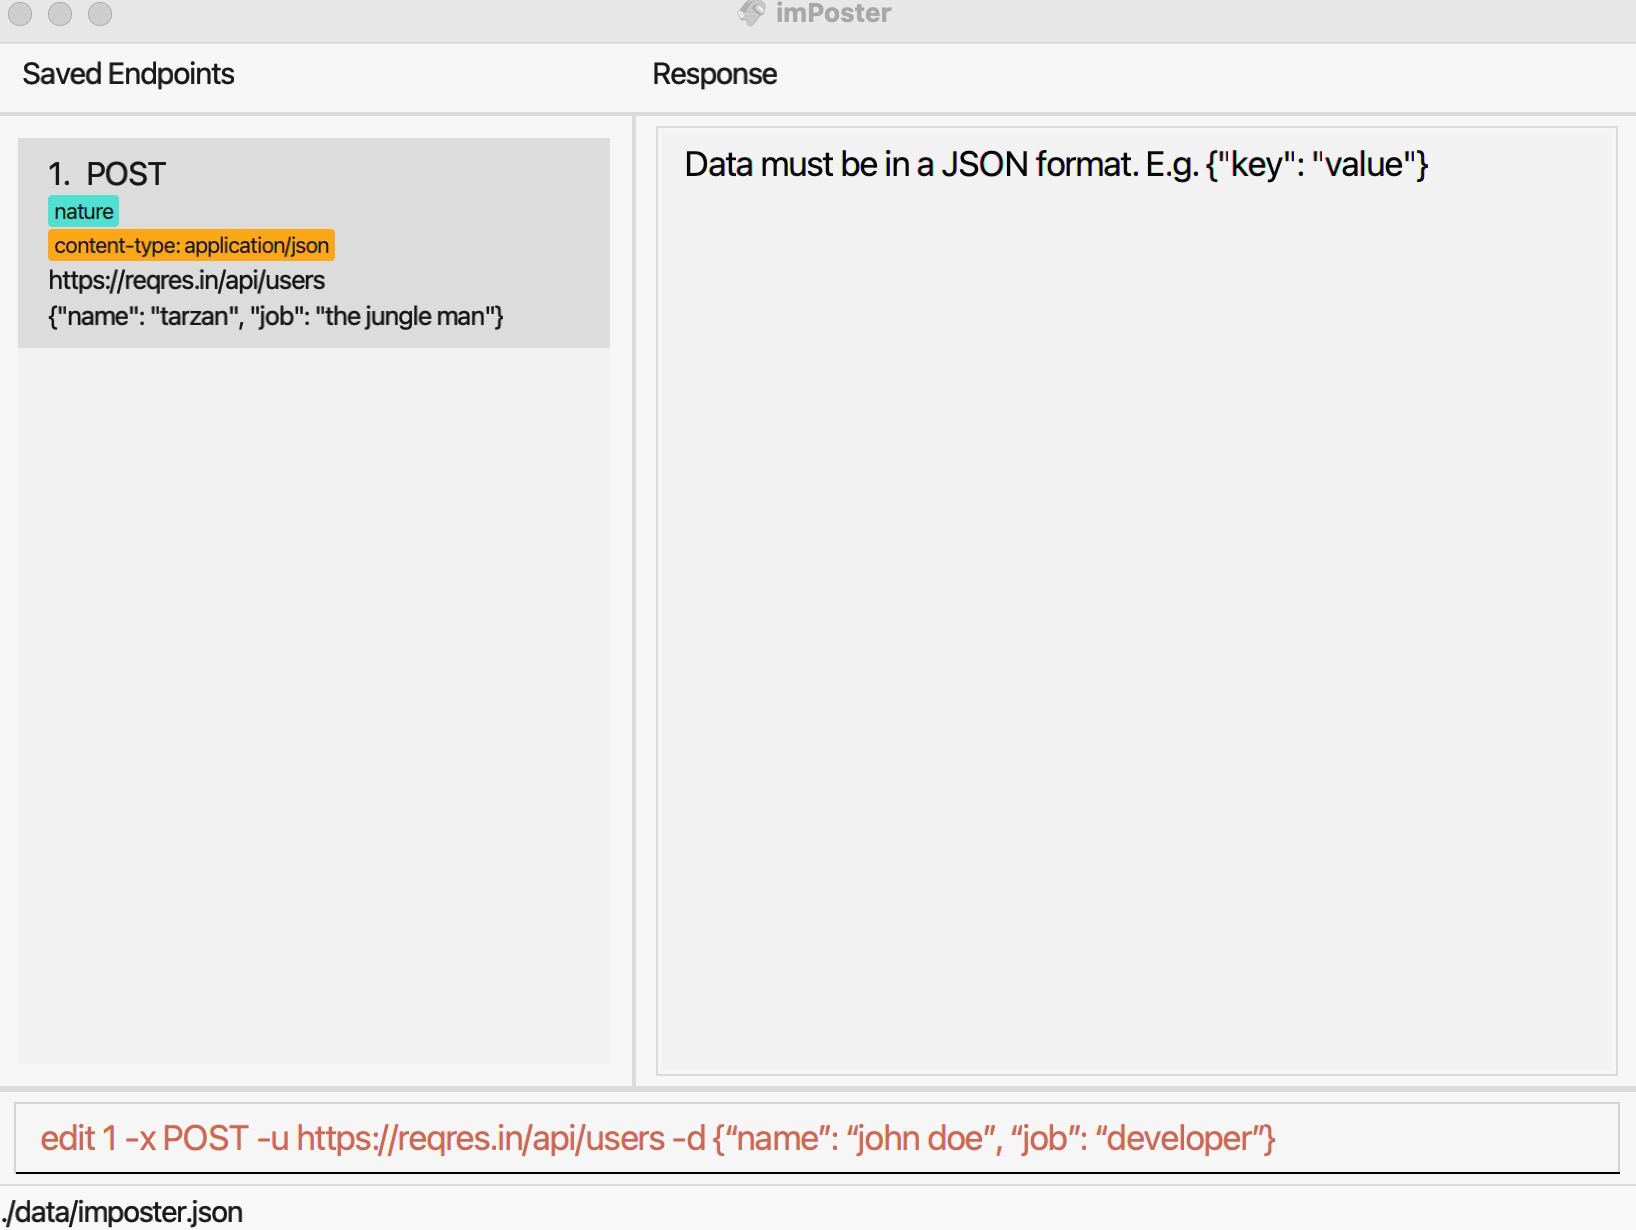 imPoster
Saved Endpoints
Response
1. POST
nature
content-type: application/json
https://reqres.in/api/users
{"name": "tarzan", "job": "the jungle man"}
Data must be in a JSON format. E.g. {"key": "value"}
edit 1 -x POST -u https://reqres.in/api/users -d {“name”: “john doe”, “job”: “developer”}
./data/imposter.json